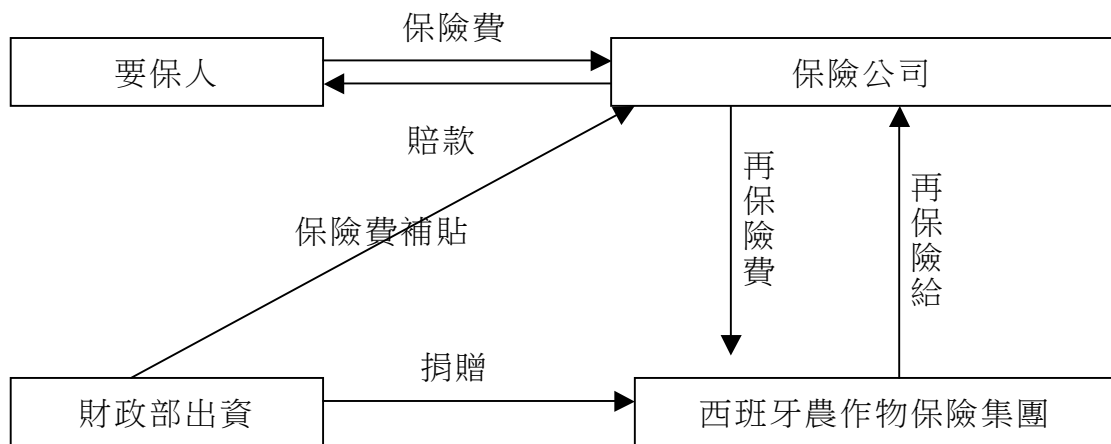 保險費
要保人
保險公司
賠款
再保險費
再保險給
保險費補貼
捐贈
財政部出資
西班牙農作物保險集團